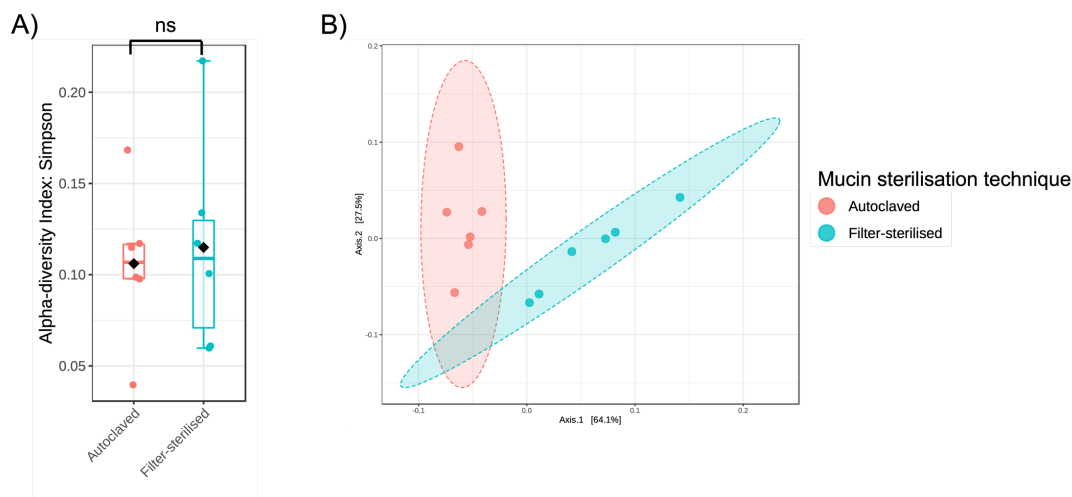 A)
ns
Alpha-diversity Index: Simpson
0.20
0.15
0.10
0.05
Autoclaved
Filter-sterilised
B)
Axis.2 [27.5%]
0.2
0.1
0.0
-0.1
-0.1
0.0
0.1
0.2
Axis.1 [64.1%]
Mucin sterilisation technique
Autoclaved
Filter-sterilised